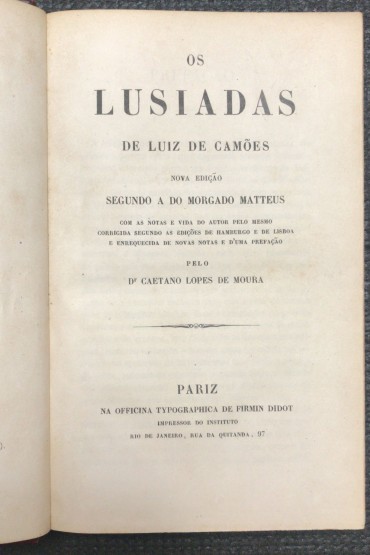 OS
LUSIADAS
DE LUIZ DE CAMÕES
NOVA EDIÇÃO
SEGUNDO A DO MORGADO MATTEUS
COM AS NOTAS E VIDA DO AUTOR PELO MESMO
CORRIGIDA SEGUNDO AS EDIÇÕES DE HAMBURGO E DE LISBOA
E ENREQUECIDA DE NOVAS NOTAS E D'UMA PREFAÇÃO
PELO
Dr CAETANO LOPES DE MOURA
PARIZ
NA OFFICINA TYPOGRAPHICA DE FIRMIN DIDOT
IMPRESSOR DO INSTITUTO
RIO DE JANEIRO, RUA DA QUITANDA, 97